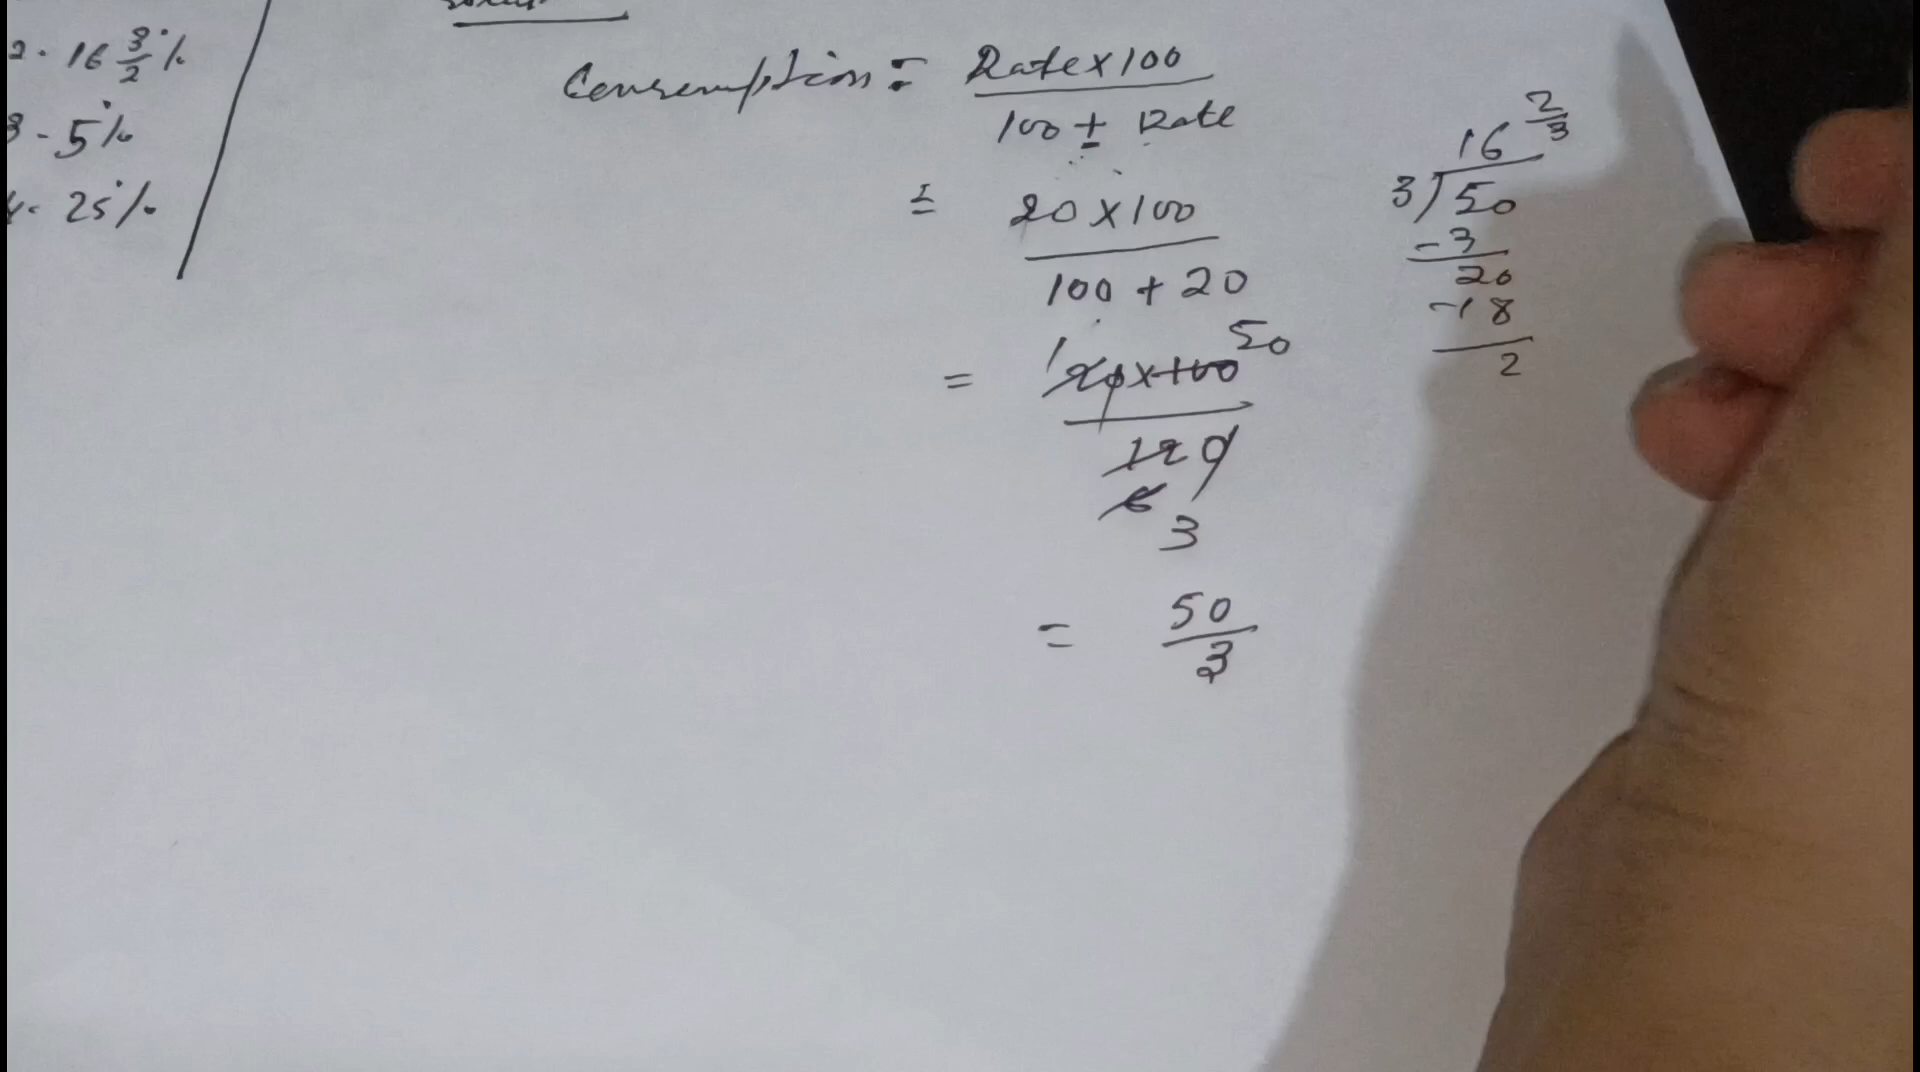 2. 16 3/2 %
3 - 5%
4. 25%
Consemption = Rate x 100 / 100 ± Rate
= 20 x 100 / 100 + 20
= 20 x 100 / 120
1 50
6 3
= 50 / 3
16 2/3
3 ) 50
-3
20
-18
2